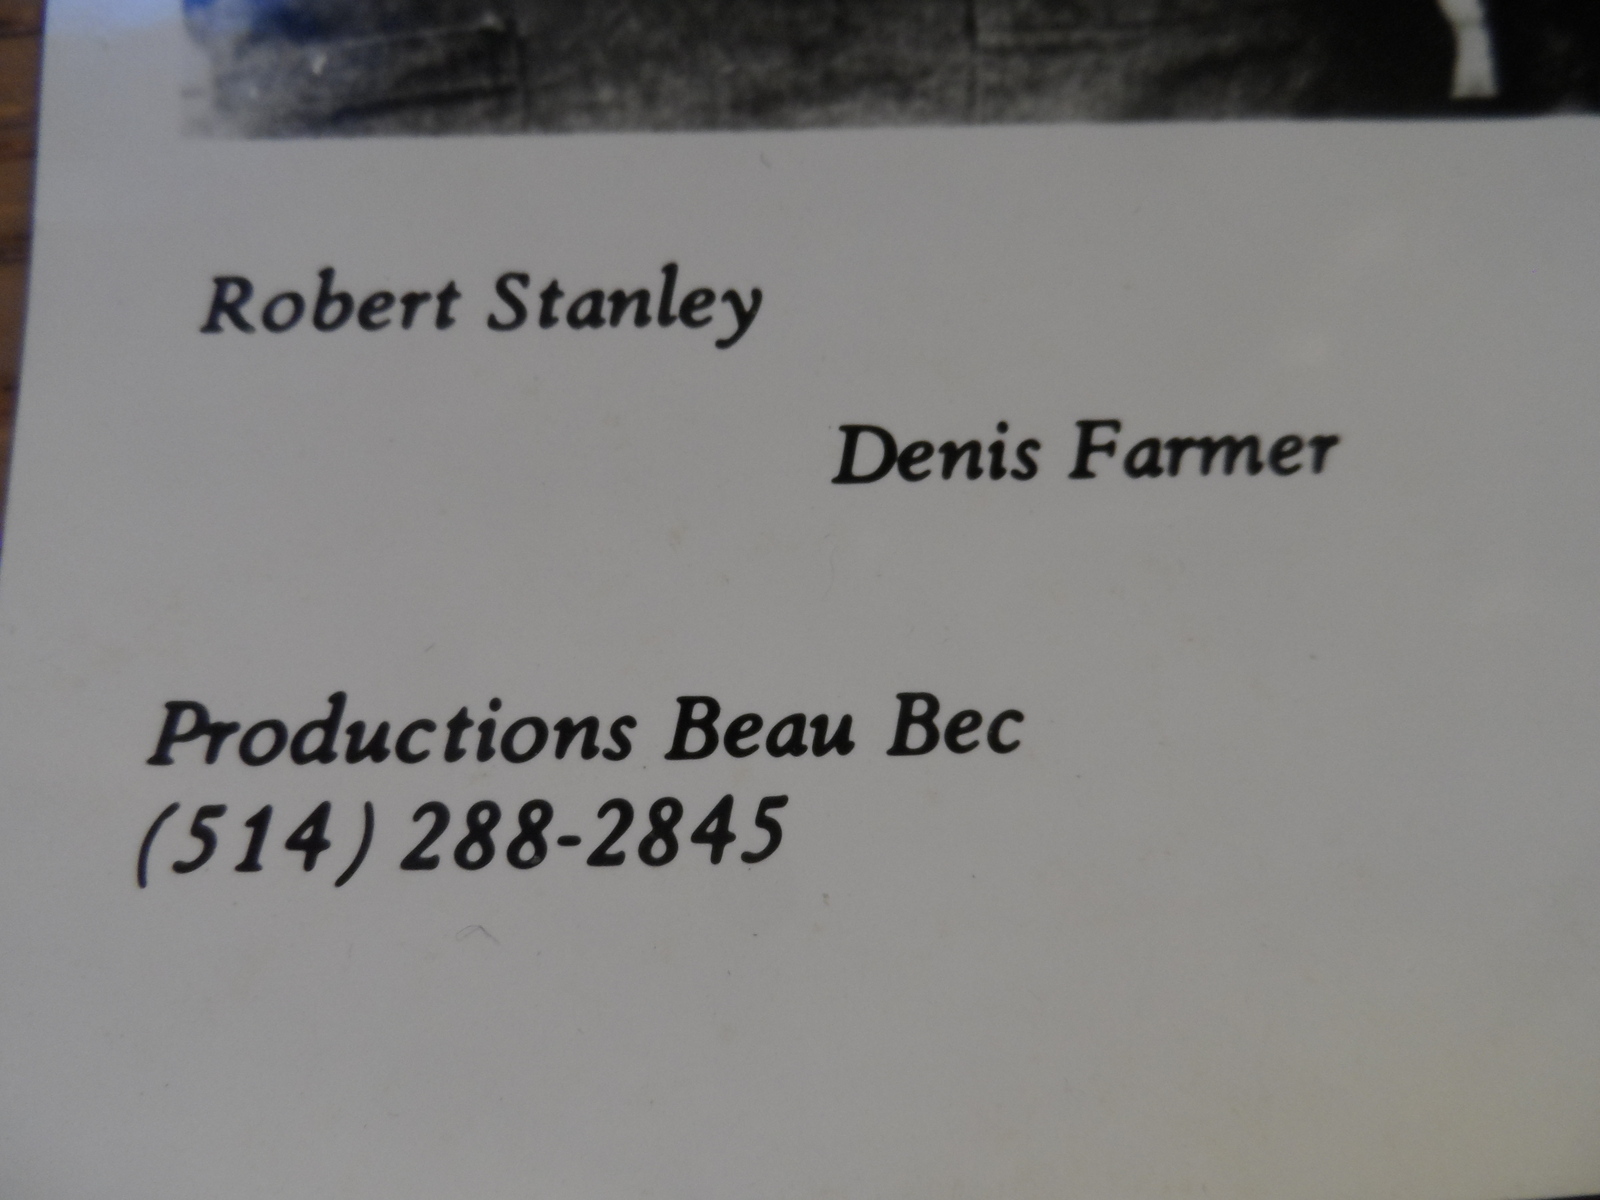 Robert Stanley
Denis Farmer
Productions Beau Bec
(514) 288-2845